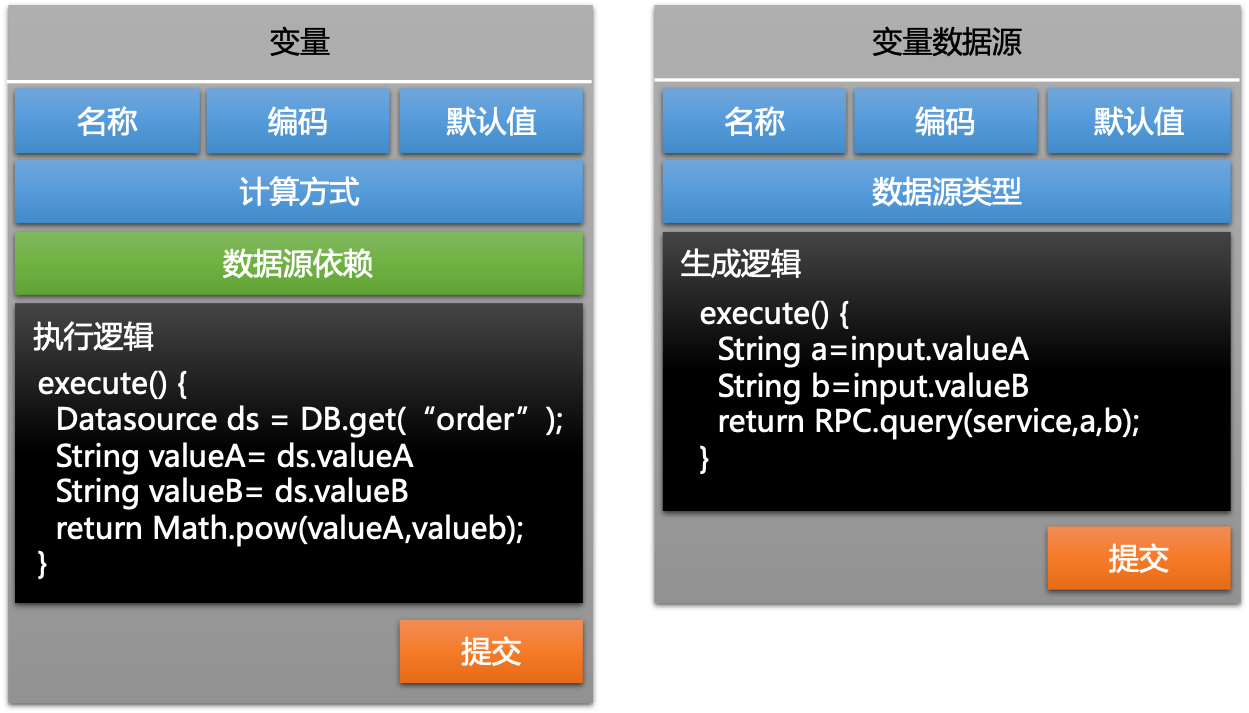 变量
名称
编码
默认值
计算方式
数据源依赖
执行逻辑
execute() {
Datasource ds = DB.get(“order”);
String valueA= ds.valueA
String valueB= ds.valueB
return Math.pow(valueA,valueb);
}
提交
变量数据源
名称
编码
默认值
数据源类型
生成逻辑
execute() {
String a=input.valueA
String b=input.valueB
return RPC.query(service,a,b);
}
提交